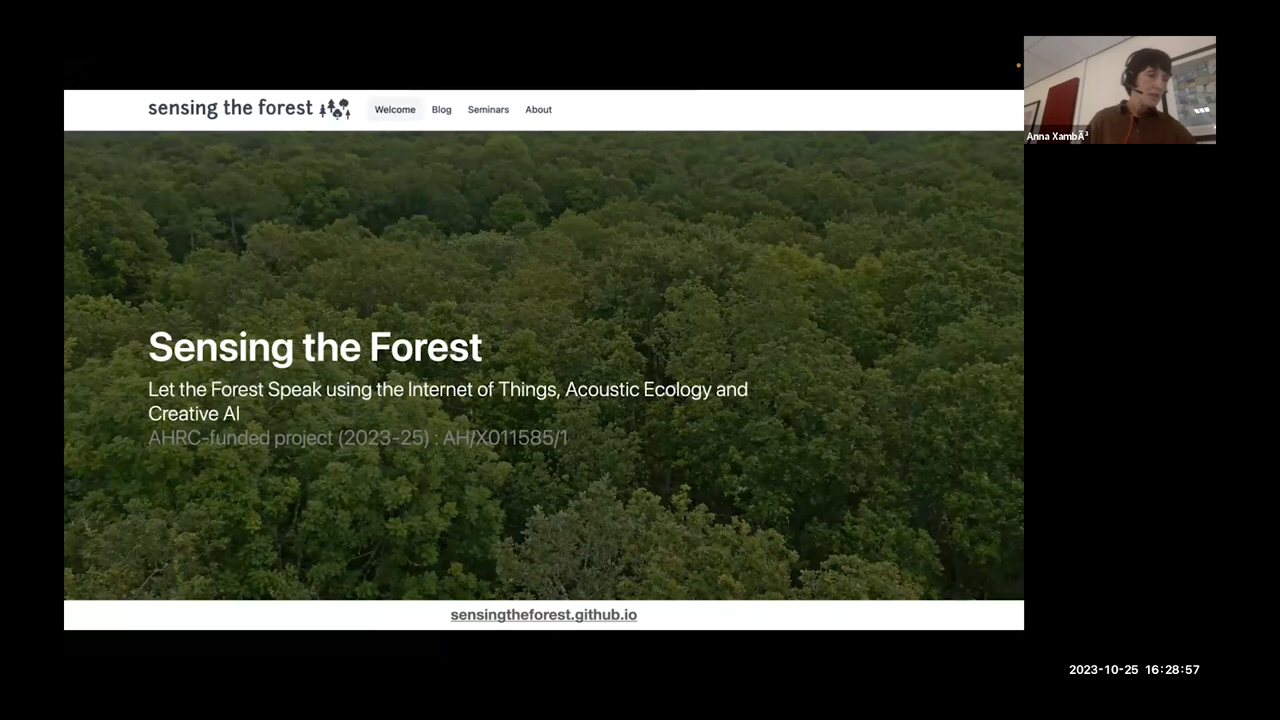 sensing the forest
Welcome Blog Seminars About
Anna XambÃ³
Sensing the Forest
Let the Forest Speak using the Internet of Things, Acoustic Ecology and
Creative AI
AHRC-funded project (2023-25) : AH/X011585/1
sensingtheforest.github.io
2023-10-25 16:28:57